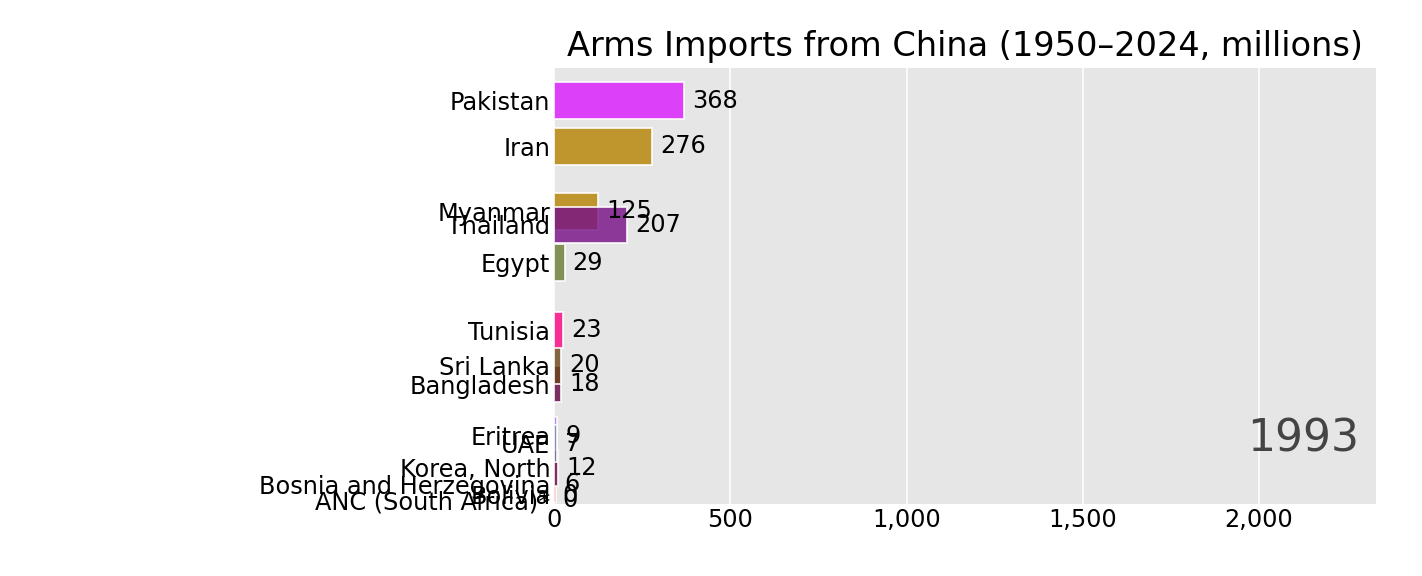 Arms Imports from China (1950–2024, millions)
Pakistan 368
Iran 276
Myanmar 125
Thailand 207
Egypt 29
Tunisia 23
Sri Lanka 20
Bangladesh 18
Eritrea 9
UAE 7
Korea, North 12
Bosnia and Herzegovina 6
Bolivia 0
ANC (South Africa)* 0
1993
0 500 1,000 1,500 2,000